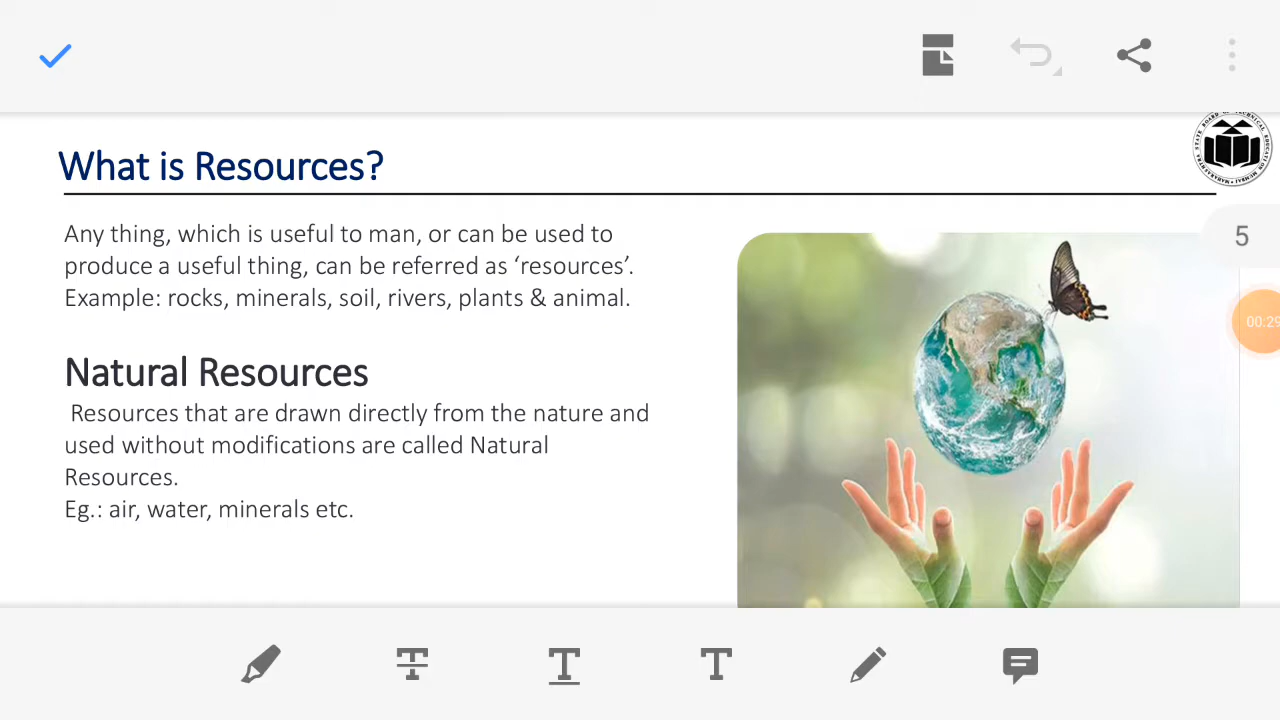 What is Resources?
5
Any thing, which is useful to man, or can be used to
produce a useful thing, can be referred as ‘resources’.
Example: rocks, minerals, soil, rivers, plants & animal.
00:29
Natural Resources
Resources that are drawn directly from the nature and
used without modifications are called Natural
Resources.
Eg.: air, water, minerals etc.